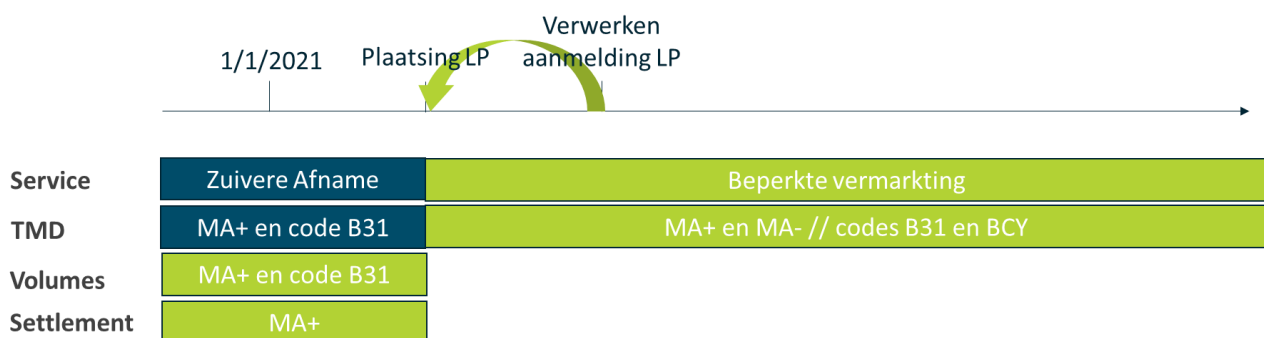 Verwerken
1/1/2021 Plaatsing LP aanmelding LP
Service Zuivere Afname Beperkte vermarkting
TMD MA+ en code B31 MA+ en MA- // codes B31 en BCY
Volumes MA+ en code B31
Settlement MA+